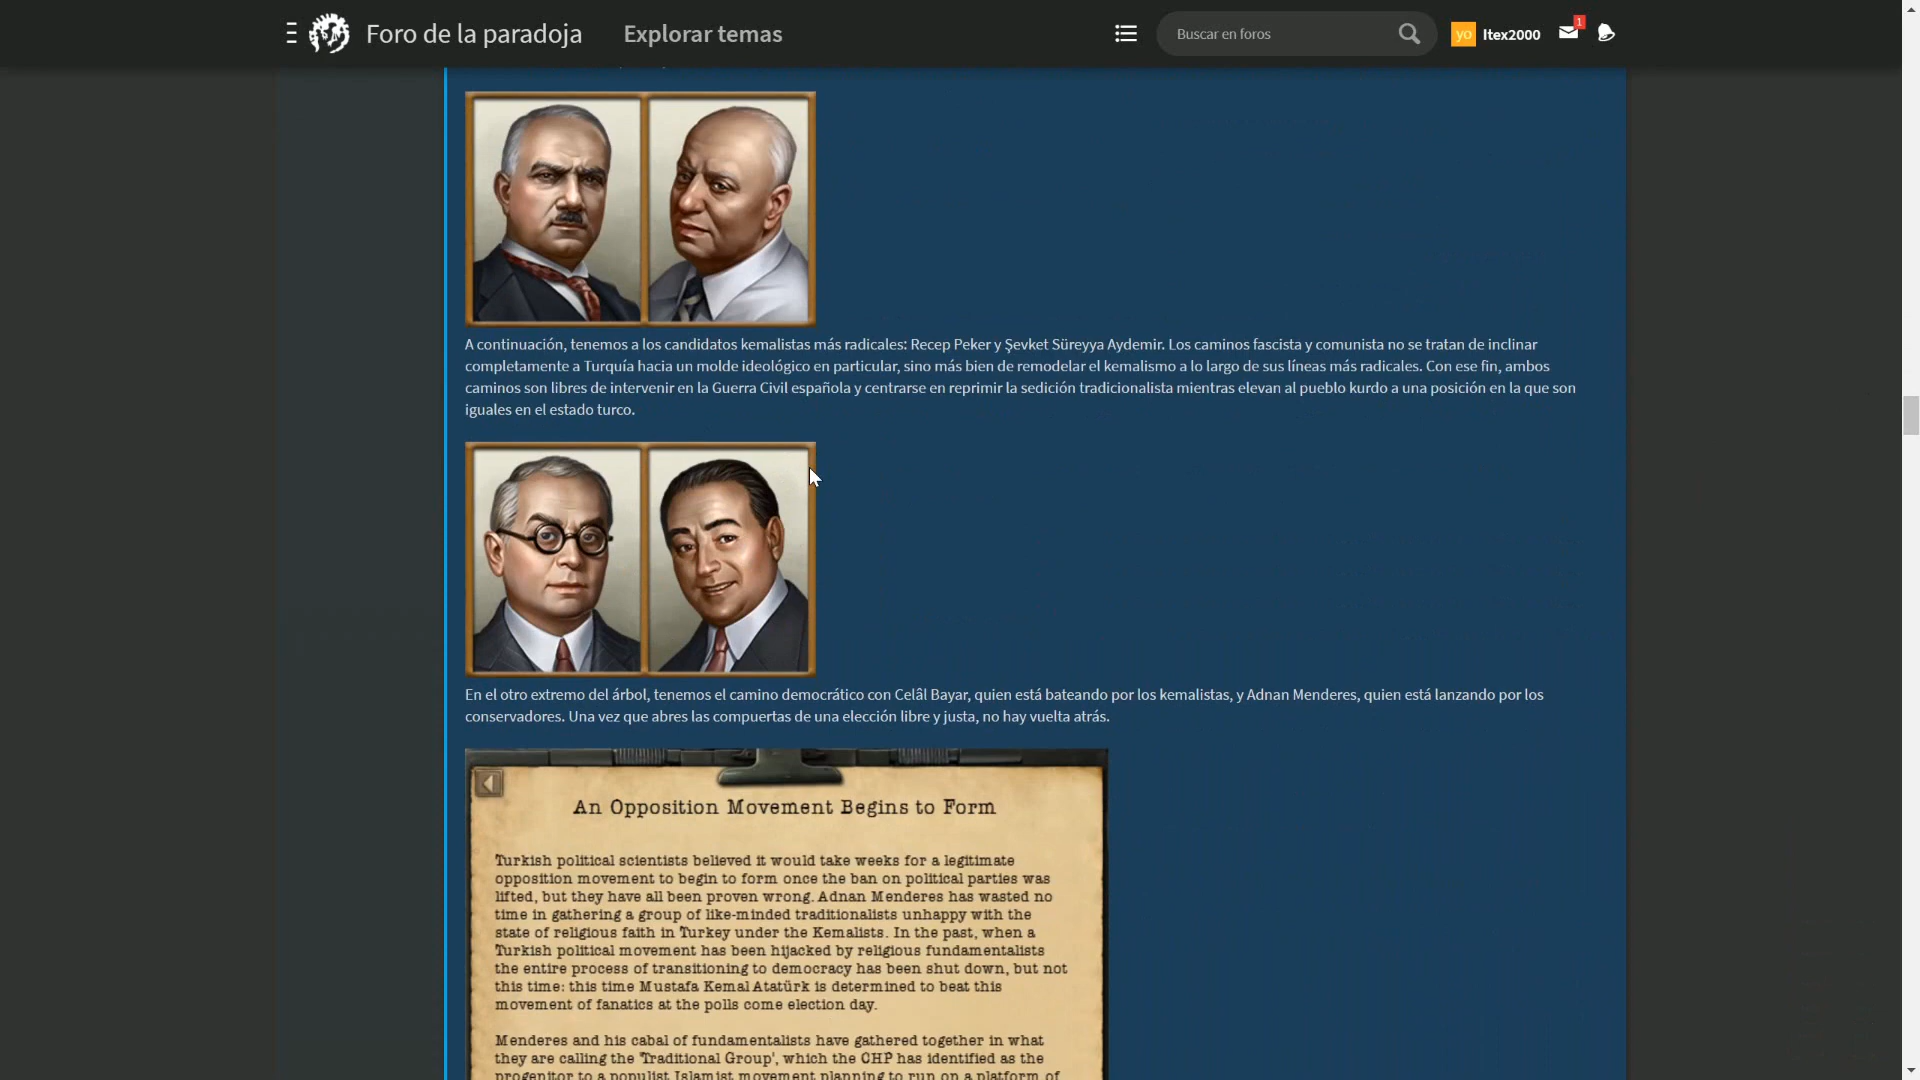 Foro de la paradoja
Explorar temas
Buscar en foros
yo
Itex2000
1
A continuación, tenemos a los candidatos kemalistas más radicales: Recep Peker y Şevket Süreyya Aydemir. Los caminos fascista y comunista no se tratan de inclinar
completamente a Turquía hacia un molde ideológico en particular, sino más bien de remodelar el kemalismo a lo largo de sus líneas más radicales. Con ese fin, ambos
caminos son libres de intervenir en la Guerra Civil española y centrarse en reprimir la sedición tradicionalista mientras elevan al pueblo kurdo a una posición en la que son
iguales en el estado turco.
En el otro extremo del árbol, tenemos el camino democrático con Celâl Bayar, quien está bateando por los kemalistas, y Adnan Menderes, quien está lanzando por los
conservadores. Una vez que abres las compuertas de una elección libre y justa, no hay vuelta atrás.
An Opposition Movement Begins to Form
Turkish political scientists believed it would take weeks for a legitimate
opposition movement to begin to form once the ban on political parties was
lifted, but they have all been proven wrong. Adnan Menderes has wasted no
time in gathering a group of like-minded traditionalists unhappy with the
state of religious faith in Turkey under the Kemalists. In the past, when a
Turkish political movement has been hijacked by religious fundamentalists
the entire process of transitioning to democracy has been shut down, but not
this time: this time Mustafa Kemal Atatürk is determined to beat this
movement of fanatics at the polls come election day.
Menderes and his cabal of fundamentalists have gathered together in what
they are calling the 'Traditional Group', which the CHP has identified as the
progenitor to a populist Islamist movement planning to run on a platform of